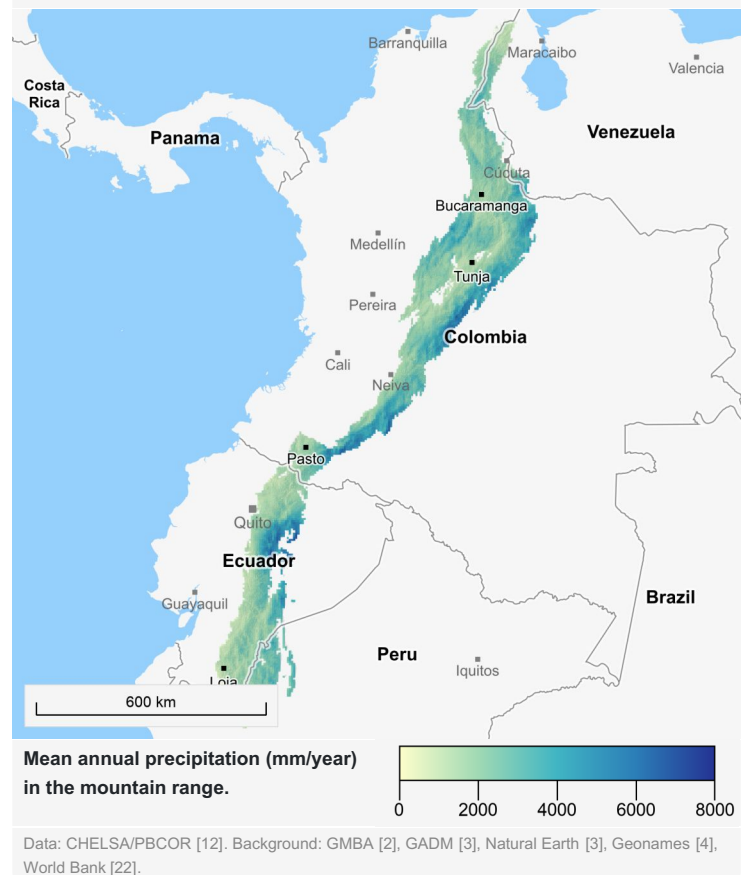 Barranquilla
Maracaibo
Valencia
Costa
Rica
Panama
Venezuela
Cúcuta
Bucaramanga
Medellín
Tunja
Pereira
Colombia
Cali
Neiva
Pasto
Quito
Ecuador
Guayaquil
Brazil
Peru
Iquitos
Loja
600 km
Mean annual precipitation (mm/year)
in the mountain range.
0 2000 4000 6000 8000
Data: CHELSA/PBCOR [12]. Background: GMBA [2], GADM [3], Natural Earth [3], Geonames [4],
World Bank [22].